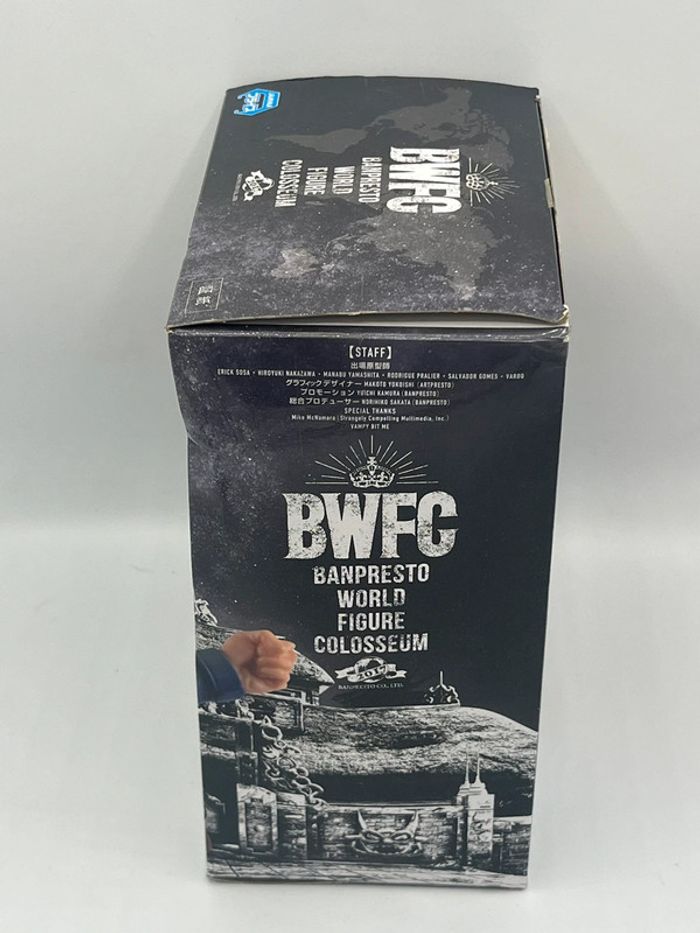 BWFC
BANPRESTO
WORLD
FIGURE
COLOSSEUM
【STAFF】
出場原型師
ERICK SOSA・HIROYUKI NAKAZAWA・MANABU YAMASHITA・RODRIGUE PRALIER・SALVADOR GOMES・VAROQ
グラフィックデザイナー MAKOTO YOKOISHI (ARTPRESTO)
プロモーション YUICHI KAMURA (BANPRESTO)
総合プロデューサー NORIHIKO SAKATA (BANPRESTO)
SPECIAL THANKS
Mike McNamara (Strangely Compelling Multimedia, Inc.)
VAMPY BIT ME
BWFC
BANPRESTO
WORLD
FIGURE
COLOSSEUM
2017
BANPRESTO CO., LTD.